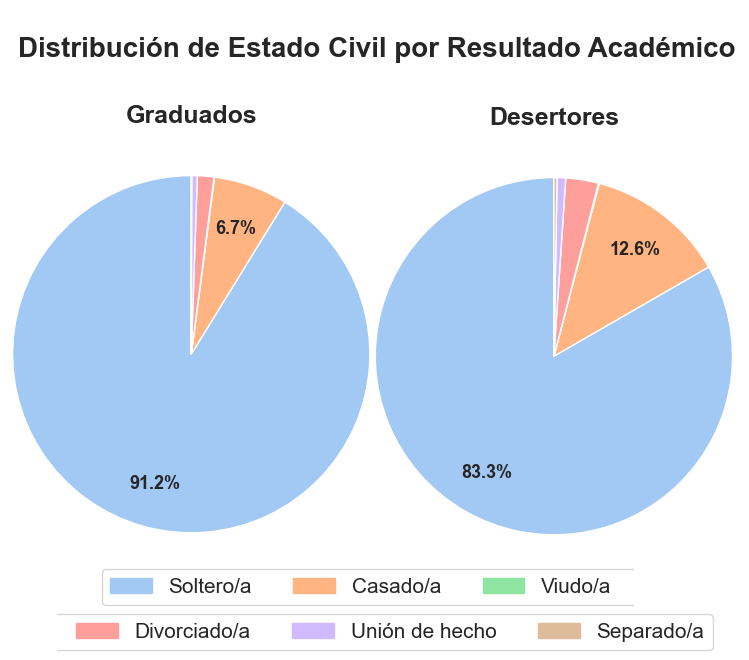 Distribución de Estado Civil por Resultado Académico
Graduados
Desertores
6.7%
12.6%
91.2%
83.3%
Soltero/a
Casado/a
Viudo/a
Divorciado/a
Unión de hecho
Separado/a